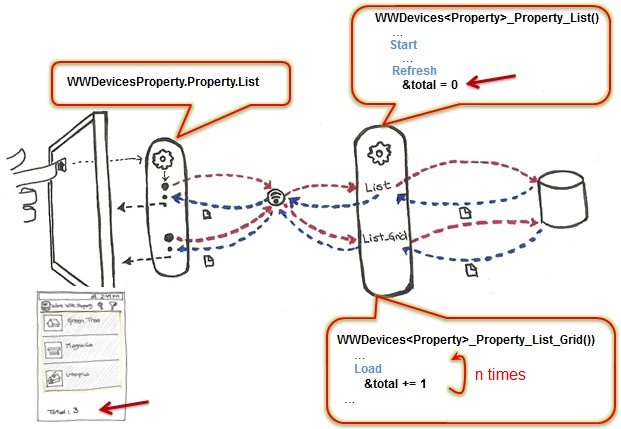 WWDevices<Property>_Property_List()
...
Start
...
Refresh
&total = 0
WWDevicesProperty.Property.List
List
List_Grid
Work With Property
Green Tree
Magnolia
Utopia
Total: 3
WWDevices<Property>_Property_List_Grid())
...
Load
&total += 1
n times
...